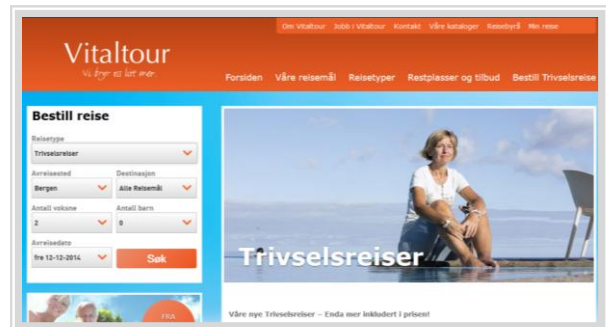 Om Vitaltour Jobb i Vitaltour Kontakt Våre kataloger Reisebyrå Min reise
Vitaltour
Vi bryr oss litt mer.
Forsiden Våre reisemål Reisetyper Restplasser og tilbud Bestill Trivselsreise
Bestill reise
Reisetype
Trivselsreiser
Avreisested Destinasjon
Bergen Alle Reisemål
Antall voksne Antall barn
2 0
Avreisedato
fre 12-12-2014 Søk
Trivselsreiser
FRA
Våre nye Trivselsreiser – Enda mer inkludert i prisen!